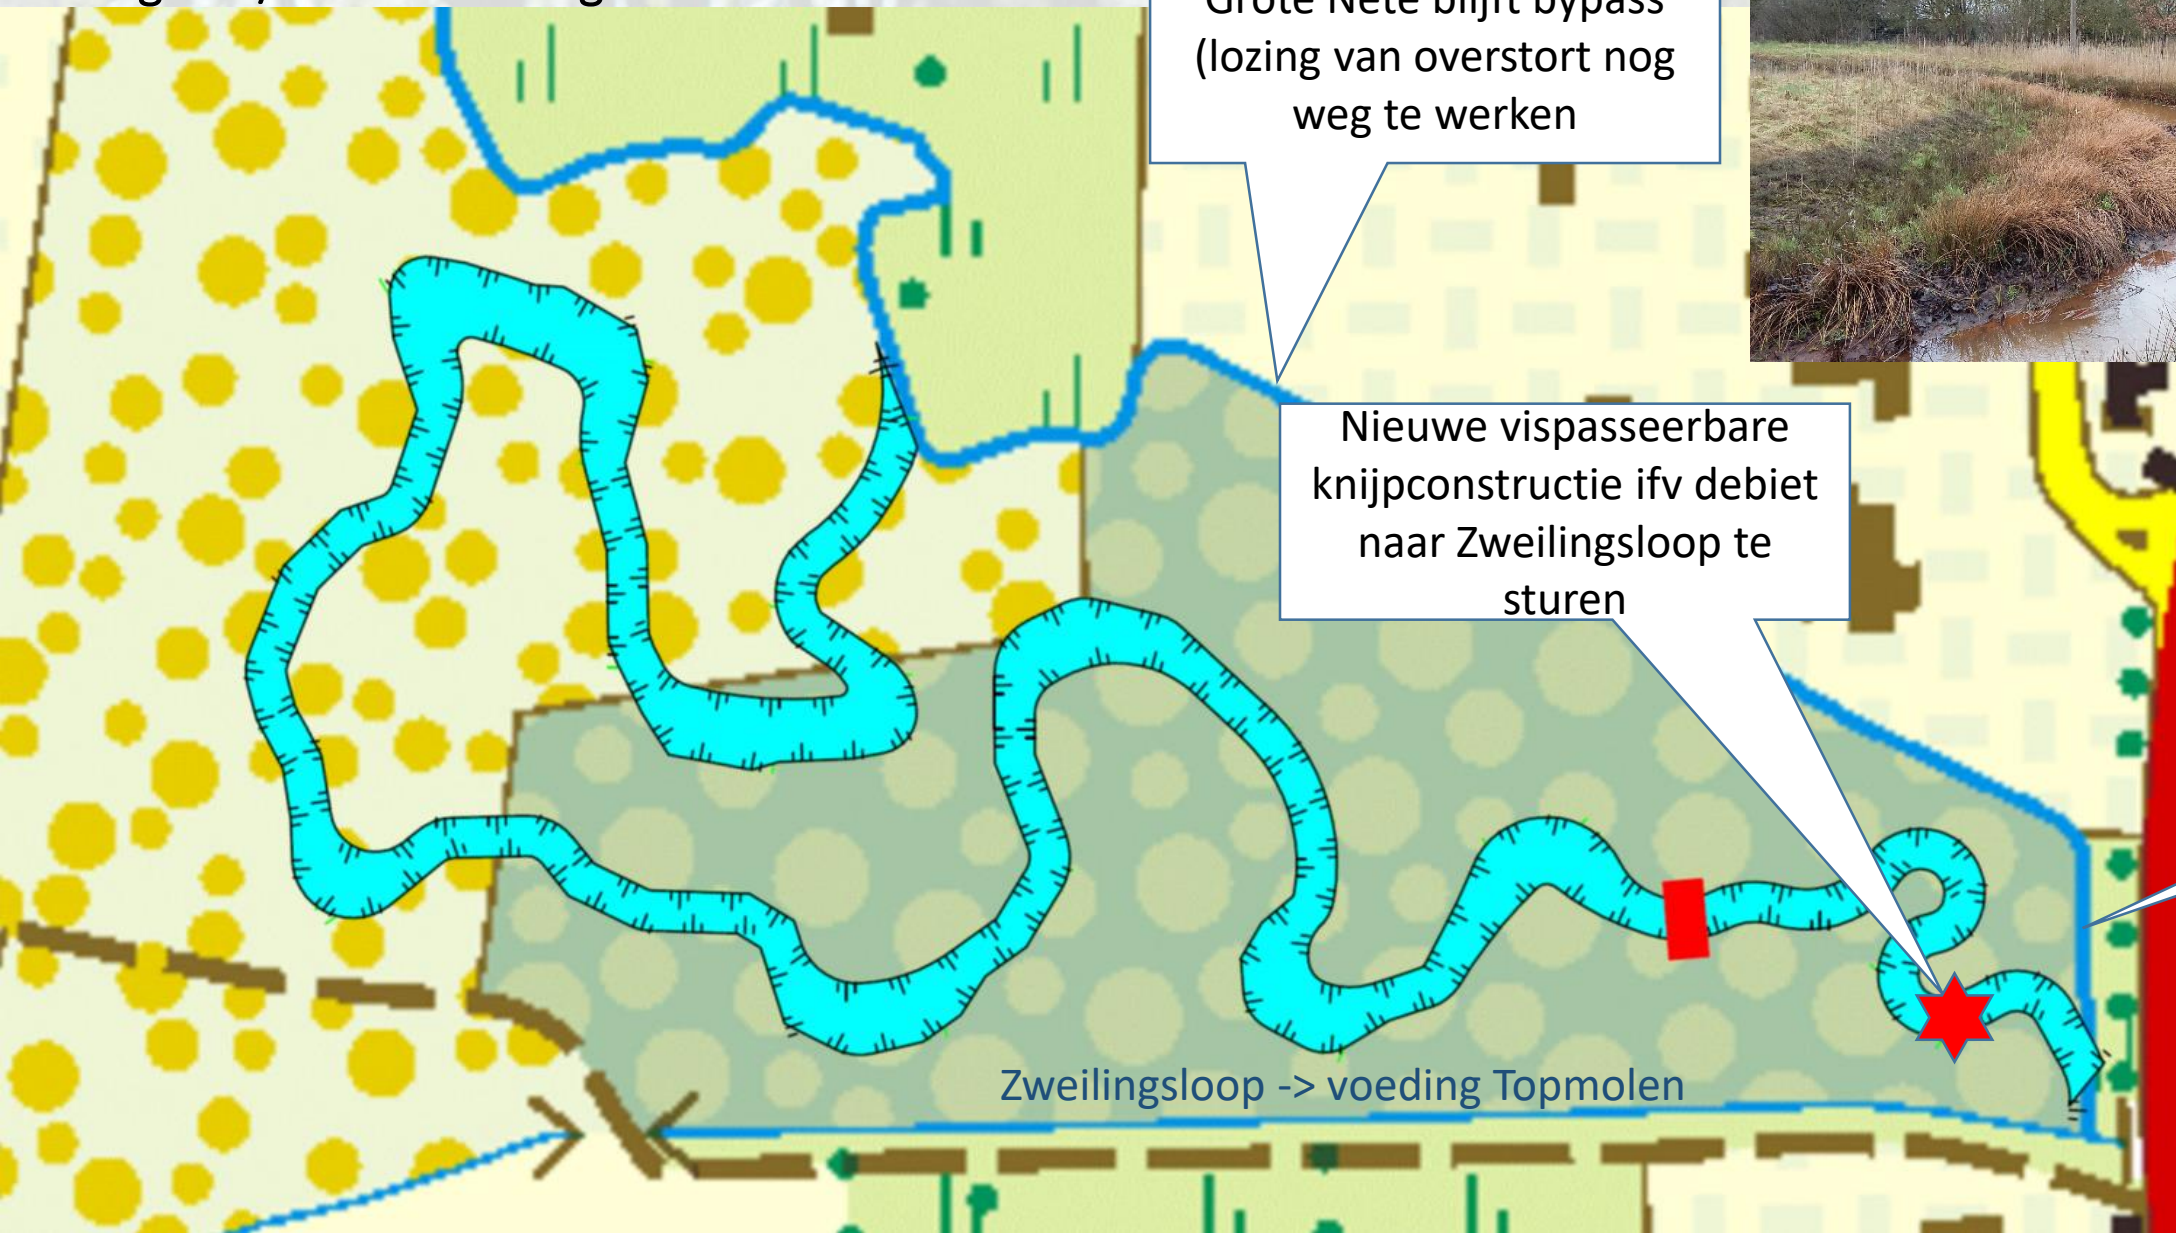 Grote Nete blijft bypass
(lozing van overstort nog
weg te werken
Nieuwe vispasseerbare
knijpconstructie ifv debiet
naar Zweilingsloop te
sturen
Zweilingsloop -> voeding Topmolen